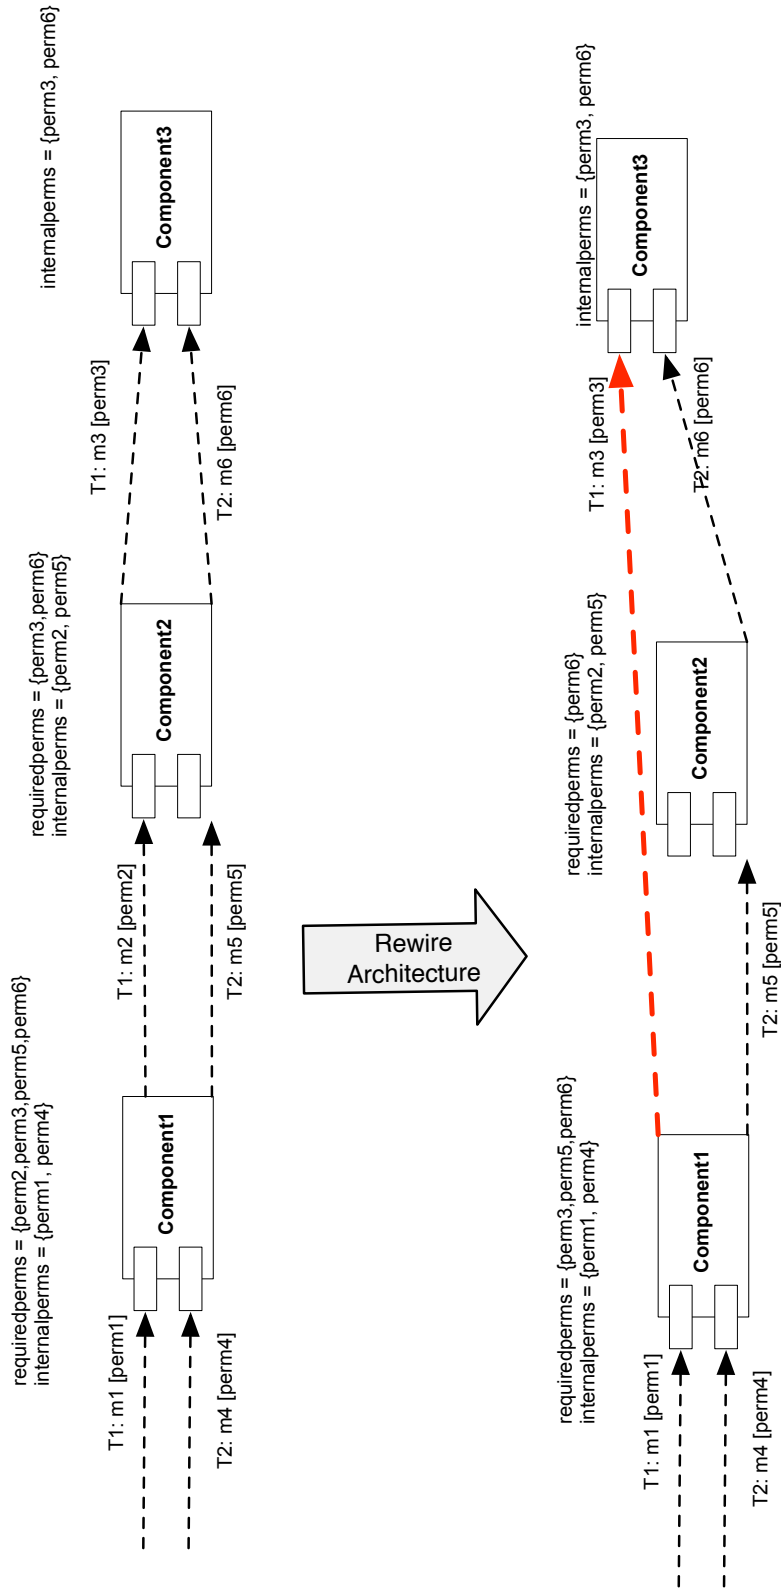 requiredperms = {perm2,perm3,perm5,perm6}
internalperms = {perm1, perm4}
requiredperms = {perm3,perm6}
internalperms = {perm2, perm5}
internalperms = {perm3, perm6}
T1: m1 [perm1]
Component1
T1: m2 [perm2]
Component2
T1: m3 [perm3]
Component3
T2: m4 [perm4]
T2: m5 [perm5]
T2: m6 [perm6]
Rewire
Architecture
requiredperms = {perm3,perm5,perm6}
internalperms = {perm1, perm4}
requiredperms = {perm6}
internalperms = {perm2, perm5}
internalperms = {perm3, perm6}
T1: m3 [perm3]
Component3
T1: m1 [perm1]
Component1
Component2
T2: m6 [perm6]
T2: m4 [perm4]
T2: m5 [perm5]